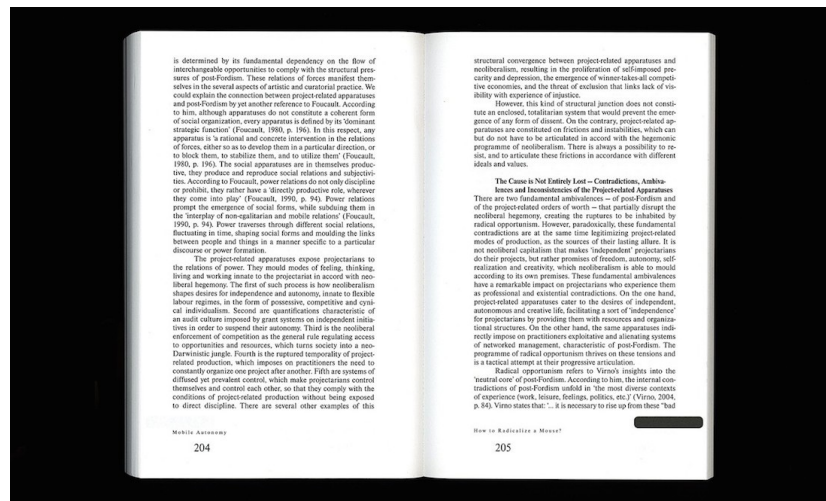 is determined by its fundamental dependency on the flow of
interchangeable opportunities to comply with the structural pres-
sures of post-Fordism. These relations of forces manifest them-
selves in the several aspects of artistic and curatorial practice. We
could explain the connection between project-related apparatuses
and post-Fordism by yet another reference to Foucault. According
to him, although apparatuses do not constitute a coherent form
of social organization, every apparatus is defined by its 'dominant
strategic function' (Foucault, 1980, p. 196). In this respect, any
apparatus is 'a rational and concrete intervention in the relations
of forces, either so as to develop them in a particular direction, or
to block them, to stabilize them, and to utilize them' (Foucault,
1980, p. 196). The social apparatuses are in themselves produc-
tive, they produce and reproduce social relations and subjectivi-
ties. According to Foucault, power relations do not only discipline
or prohibit, they rather have a 'directly productive role, wherever
they come into play' (Foucault, 1990, p. 94). Power relations
prompt the emergence of social forms, while subduing them in
the 'interplay of non-egalitarian and mobile relations' (Foucault,
1990, p. 94). Power traverses through different social relations,
fluctuating in time, shaping social forms and moulding the links
between people and things in a manner specific to a particular
discourse or power formation.
The project-related apparatuses expose projectarians to
the relations of power. They mould modes of feeling, thinking,
living and working innate to the projectariat in accord with neo-
liberal hegemony. The first of such process is how neoliberalism
shapes desires for independence and autonomy, innate to flexible
labour regimes, in the form of possessive, competitive and cyni-
cal individualism. Second are quantifications characteristic of
an audit culture imposed by grant systems on independent initia-
tives in order to suspend their autonomy. Third is the neoliberal
enforcement of competition as the general rule regulating access
to opportunities and resources, which turns society into a neo-
Darwinistic jungle. Fourth is the ruptured temporality of project-
related production, which imposes on practitioners the need to
constantly organize one project after another. Fifth are systems of
diffused yet prevalent control, which make projectarians control
themselves and control each other, so that they comply with the
conditions of project-related production without being exposed
to direct discipline. There are several other examples of this
Mobile Autonomy
204
structural convergence between project-related apparatuses and
neoliberalism, resulting in the proliferation of self-imposed pre-
carity and depression, the emergence of winner-takes-all competi-
tive economies, and the threat of exclusion that links lack of vis-
ibility with experience of injustice.
However, this kind of structural junction does not consti-
tute an enclosed, totalitarian system that would prevent the emer-
gence of any form of dissent. On the contrary, project-related ap-
paratuses are constituted on frictions and instabilities, which can
but do not have to be articulated in accord with the hegemonic
programme of neoliberalism. There is always a possibility to re-
sist, and to articulate these frictions in accordance with different
ideals and values.
The Cause is Not Entirely Lost – Contradictions, Ambiva-
lences and Inconsistencies of the Project-related Apparatuses
There are two fundamental ambivalences – of post-Fordism and
of the project-related orders of worth – that partially disrupt the
neoliberal hegemony, creating the ruptures to be inhabited by
radical opportunism. However, paradoxically, these fundamental
contradictions are at the same time legitimizing project-related
modes of production, as the sources of their lasting allure. It is
not neoliberal capitalism that makes 'independent' projectarians
do their projects, but rather promises of freedom, autonomy, self-
realization and creativity, which neoliberalism is able to mould
according to its own premises. These fundamental ambivalences
have a remarkable impact on projectarians who experience them
as professional and existential contradictions. On the one hand,
project-related apparatuses cater to the desires of independent,
autonomous and creative life, facilitating a sort of 'independence'
for projectarians by providing them with resources and organiza-
tional structures. On the other hand, the same apparatuses indi-
rectly impose on practitioners exploitative and alienating systems
of networked management, characteristic of post-Fordism. The
programme of radical opportunism thrives on these tensions and
is a tactical attempt at their progressive articulation.
Radical opportunism refers to Virno's insights into the
'neutral core' of post-Fordism. According to him, the internal con-
tradictions of post-Fordism unfold in 'the most diverse contexts
of experience (work, leisure, feelings, politics, etc.)' (Virno, 2004,
p. 84). Virno states that: '... it is necessary to rise up from these "bad
How to Radicalize a Mouse?
205